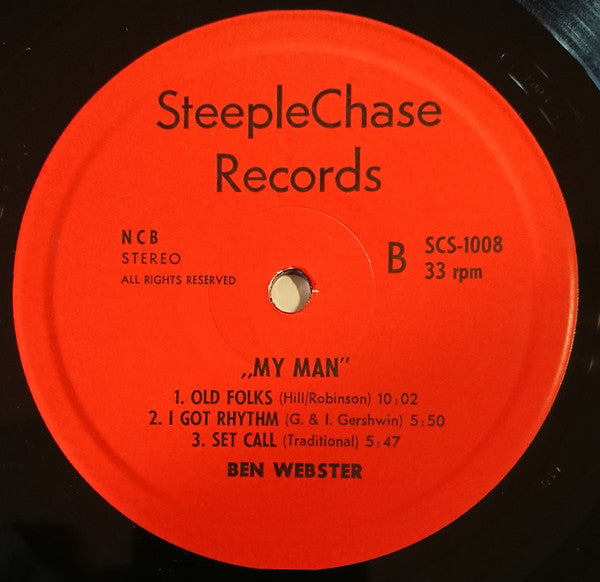 SteepleChase
Records
NCB
STEREO
ALL RIGHTS RESERVED
B
SCS-1008
33 rpm
„MY MAN”
1. OLD FOLKS (Hill/Robinson) 10:02
2. I GOT RHYTHM (G. & I. Gershwin) 5:50
3. SET CALL (Traditional) 5:47
BEN WEBSTER